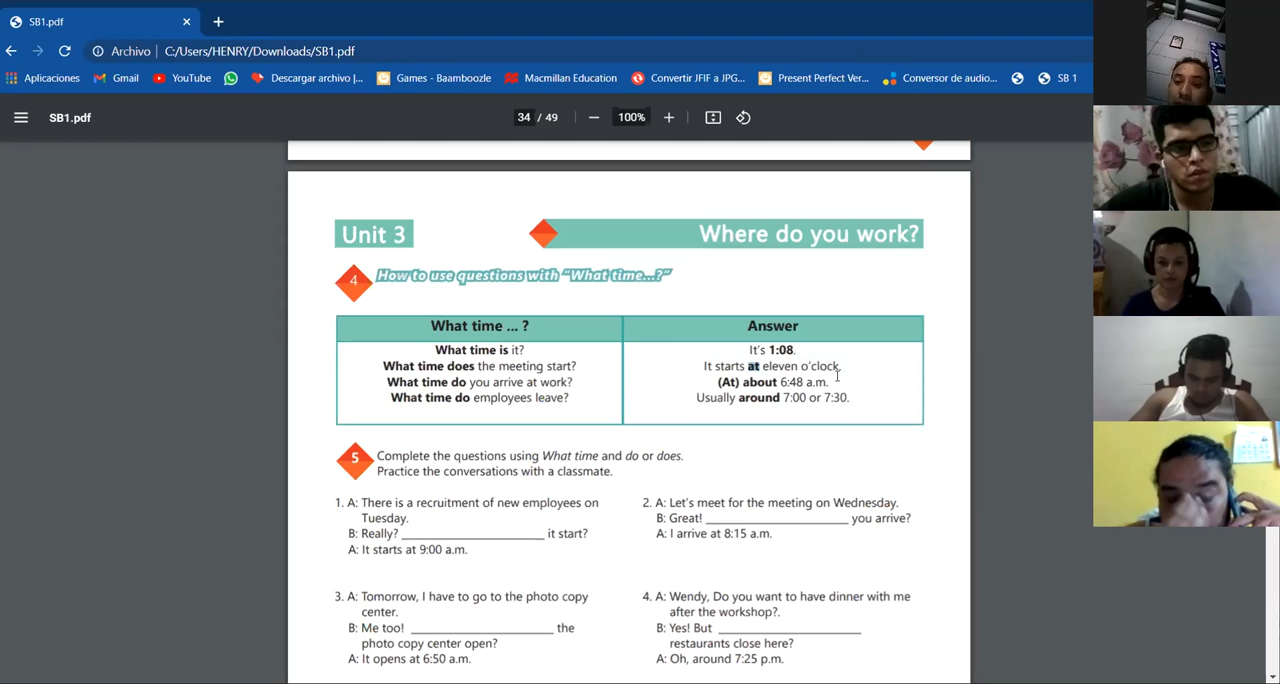 SB1.pdf
Archivo C:/Users/HENRY/Downloads/SB1.pdf
Aplicaciones Gmail YouTube Descargar archivo |... Games - Baamboozle Macmillan Education Convertir JFIF a JPG... Present Perfect Ver... Conversor de audio... SB 1
SB1.pdf 34 / 49 100%
Unit 3 Where do you work?
4 How to use questions with “What time...?”
What time ... ? Answer
What time is it? It's 1:08.
What time does the meeting start? It starts at eleven o'clock.
What time do you arrive at work? (At) about 6:48 a.m.
What time do employees leave? Usually around 7:00 or 7:30.
5 Complete the questions using What time and do or does.
Practice the conversations with a classmate.
1. A: There is a recruitment of new employees on
Tuesday.
B: Really? ____________________ it start?
A: It starts at 9:00 a.m.
2. A: Let's meet for the meeting on Wednesday.
B: Great! ____________________ you arrive?
A: I arrive at 8:15 a.m.
3. A: Tomorrow, I have to go to the photo copy
center.
B: Me too! ____________________ the
photo copy center open?
A: It opens at 6:50 a.m.
4. A: Wendy, Do you want to have dinner with me
after the workshop?.
B: Yes! But ____________________
restaurants close here?
A: Oh, around 7:25 p.m.